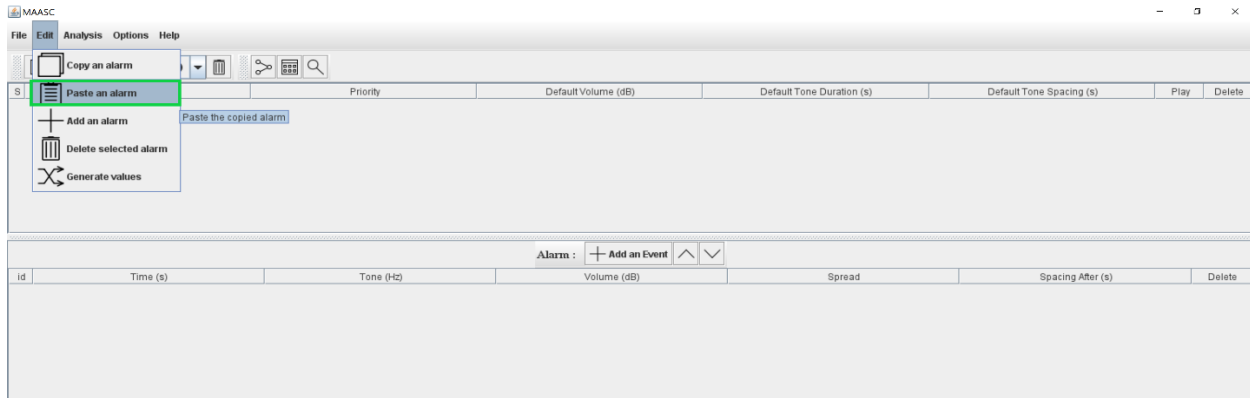 MAASC
File Edit Analysis Options Help
Copy an alarm
S Priority Default Volume (dB) Default Tone Duration (s) Default Tone Spacing (s) Play Delete
Paste an alarm
Add an alarm
Paste the copied alarm
Delete selected alarm
Generate values
Alarm : Add an Event
id Time (s) Tone (Hz) Volume (dB) Spread Spacing After (s) Delete